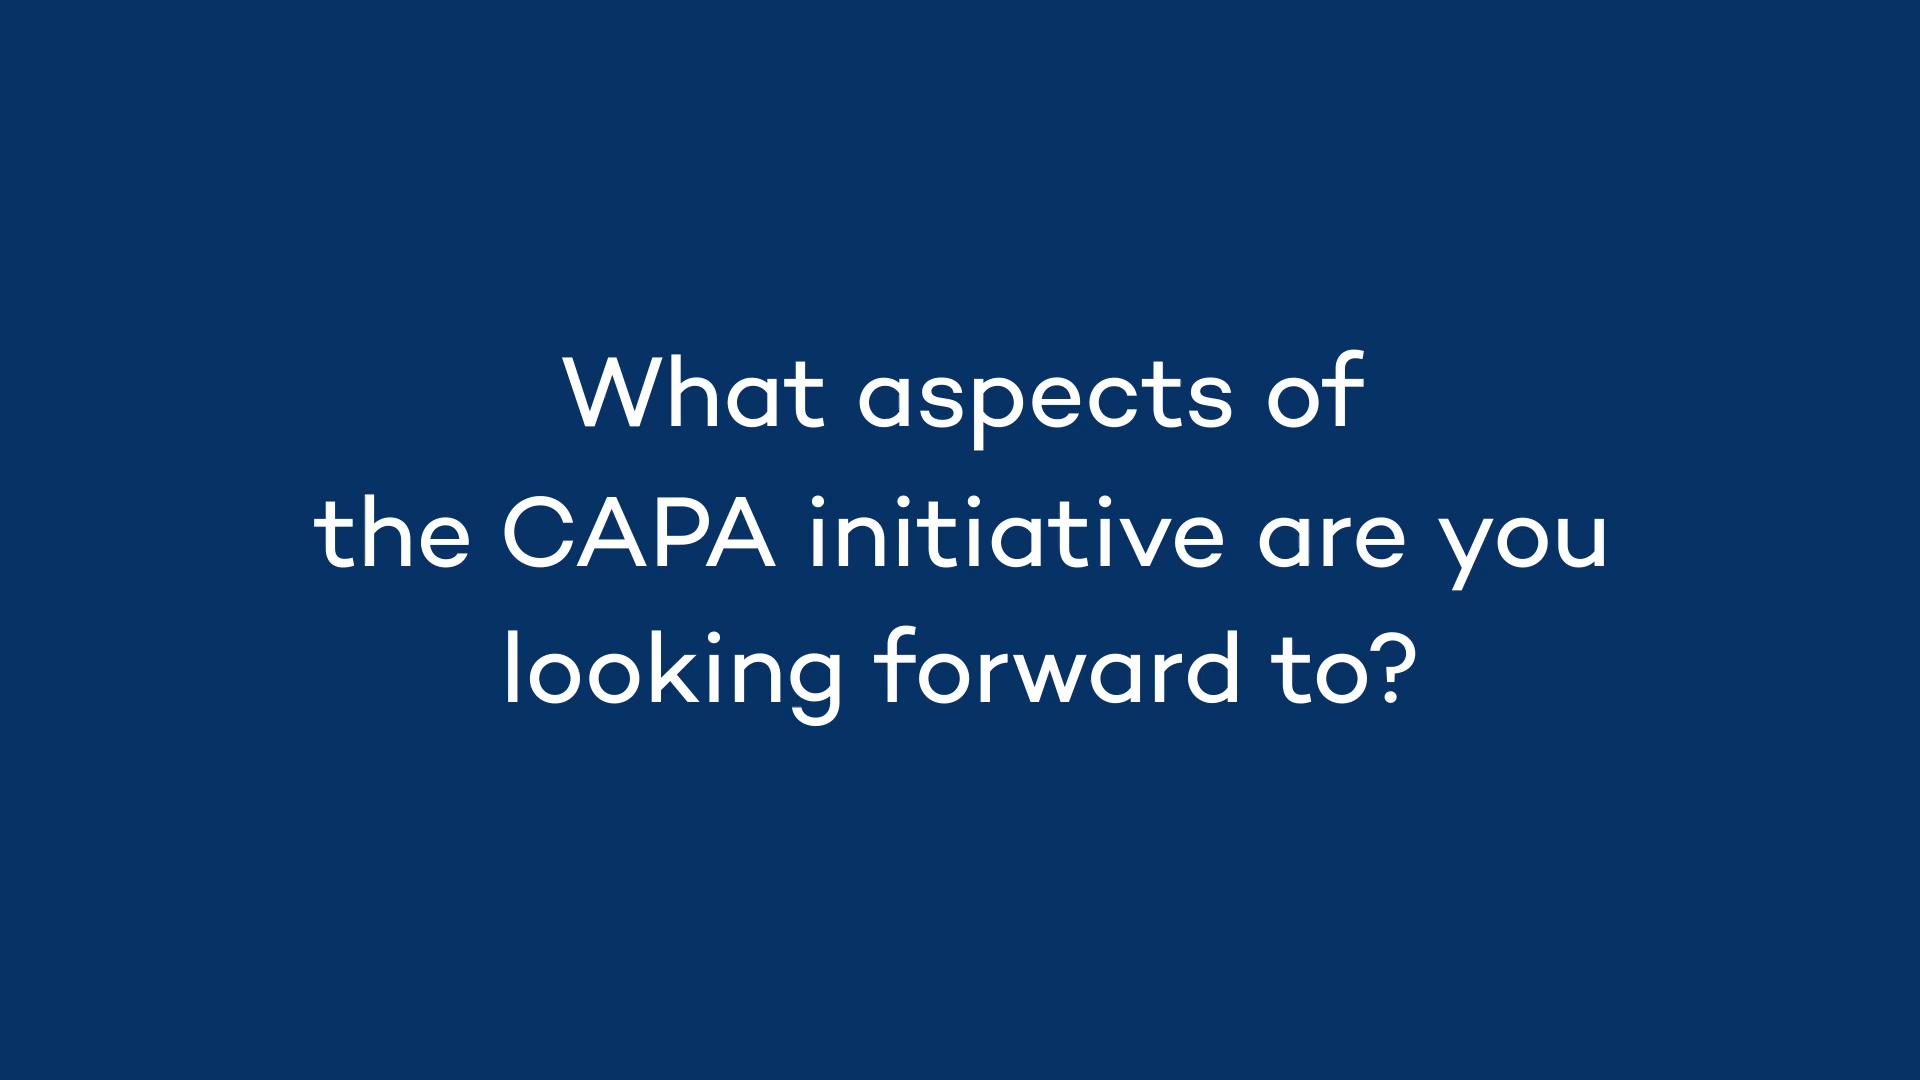 What aspects of
the CAPA initiative are you
looking forward to?